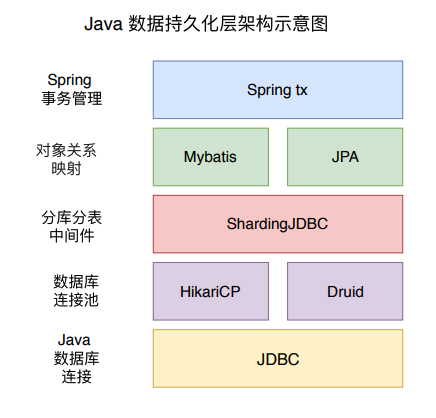 Java 数据持久化层架构示意图
Spring
事务管理
Spring tx
对象关系
映射
Mybatis
JPA
分库分表
中间件
ShardingJDBC
数据库
连接池
HikariCP
Druid
Java
数据库
连接
JDBC